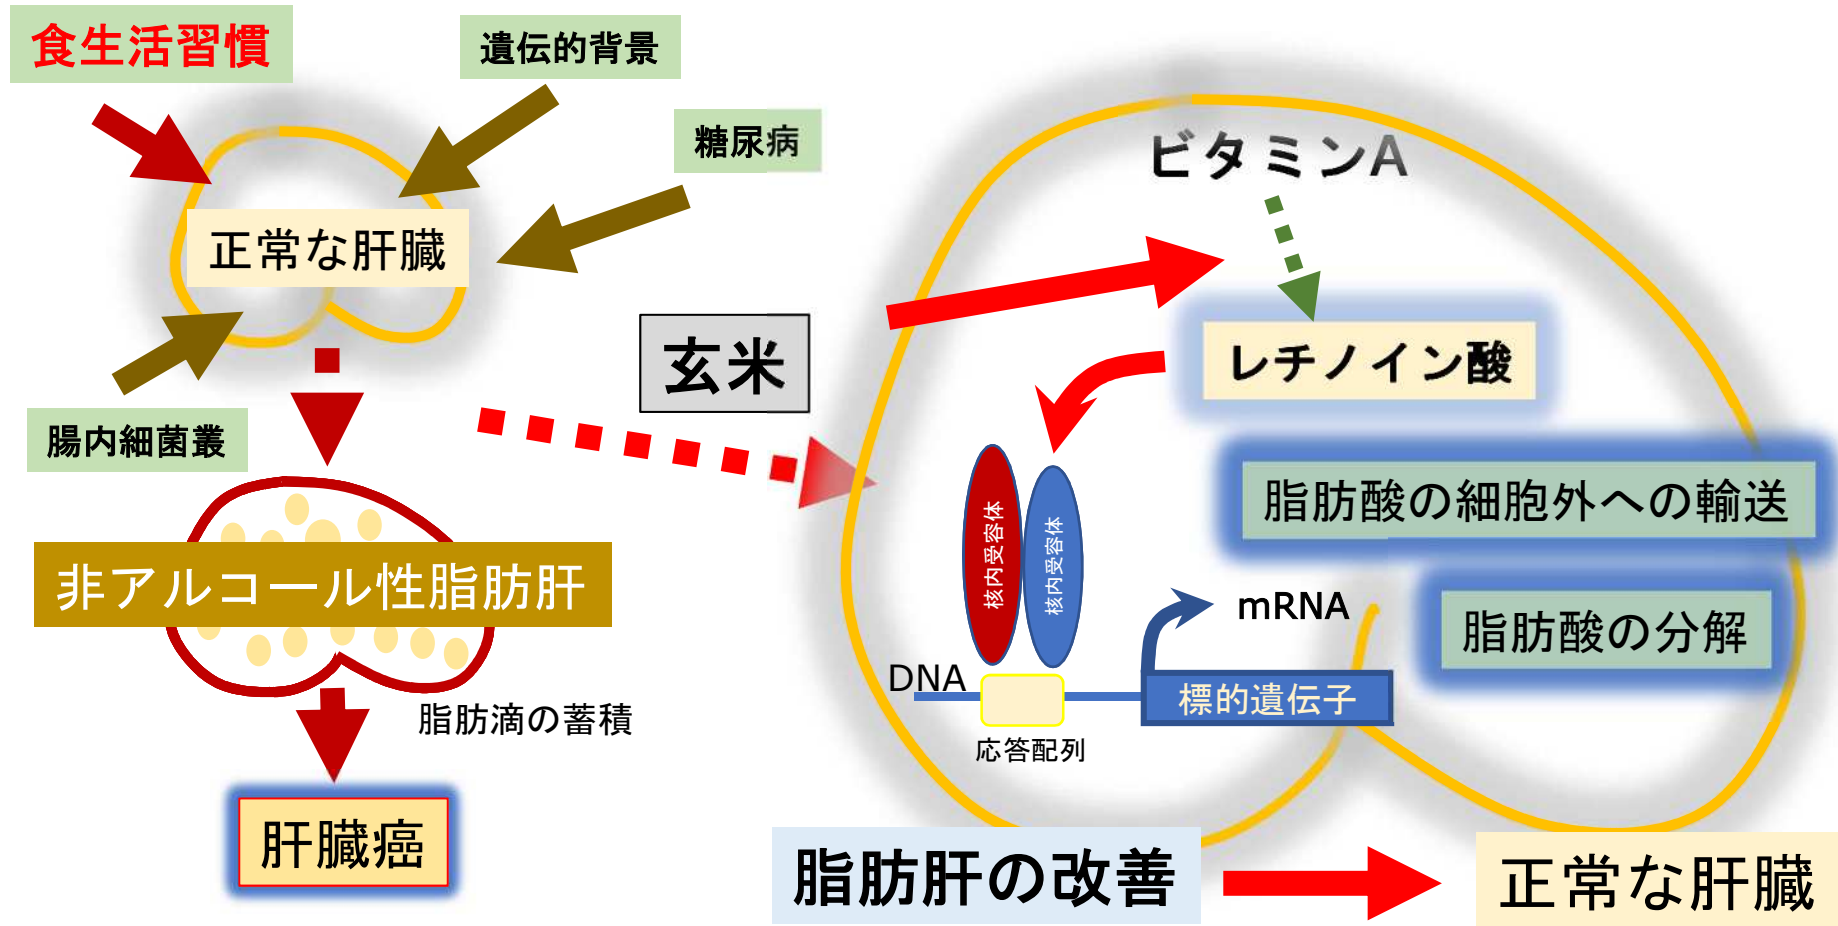 食生活習慣
遺伝的背景
糖尿病
正常な肝臓
腸内細菌叢
非アルコール性脂肪肝
脂肪滴の蓄積
肝臓癌
玄米
ビタミンA
レチノイン酸
脂肪酸の細胞外への輸送
脂肪酸の分解
核内受容体
核内受容体
mRNA
DNA
標的遺伝子
応答配列
脂肪肝の改善
正常な肝臓